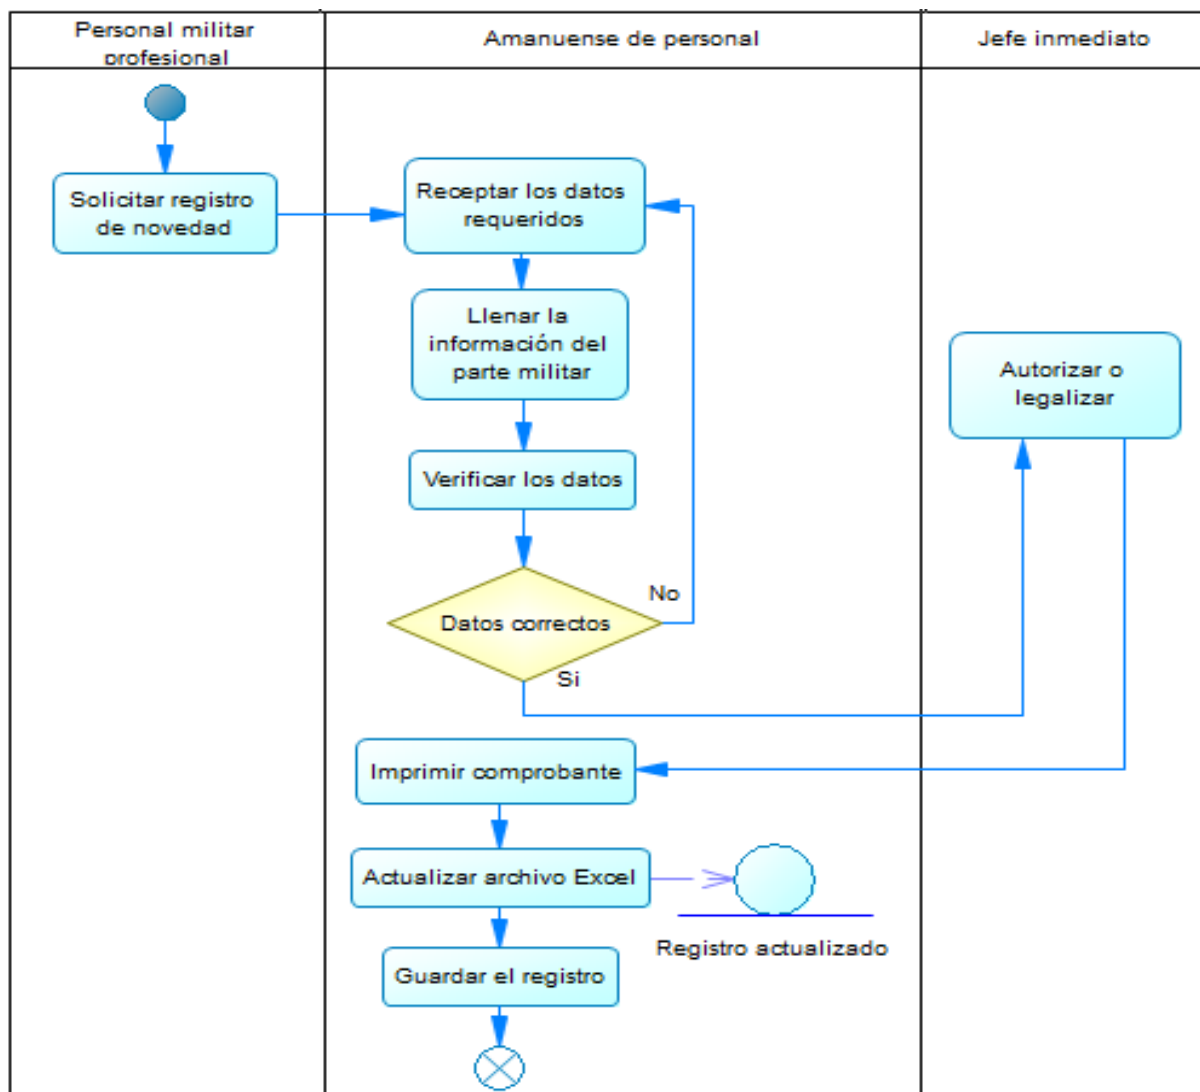 Personal militar
profesional
Amanuense de personal
Jefe inmediato
Solicitar registro
de novedad
Receptar los datos
requeridos
Llenar la
información del
parte militar
Autorizar o
legalizar
Verificar los datos
No
Datos correctos
Si
Imprimir comprobante
Actualizar archivo Excel
Registro actualizado
Guardar el registro